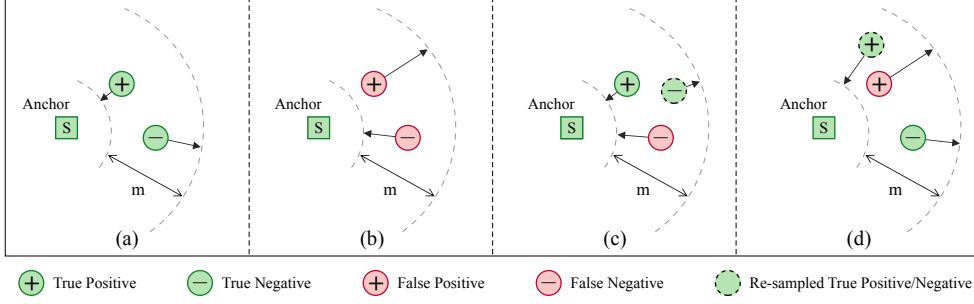 Anchor
S
+
−
m
(a)
Anchor
S
+
−
m
(b)
Anchor
S
+
−
−
m
(c)
Anchor
S
+
+
−
m
(d)
+ True Positive
− True Negative
+ False Positive
− False Negative
+ Re-sampled True Positive/Negative